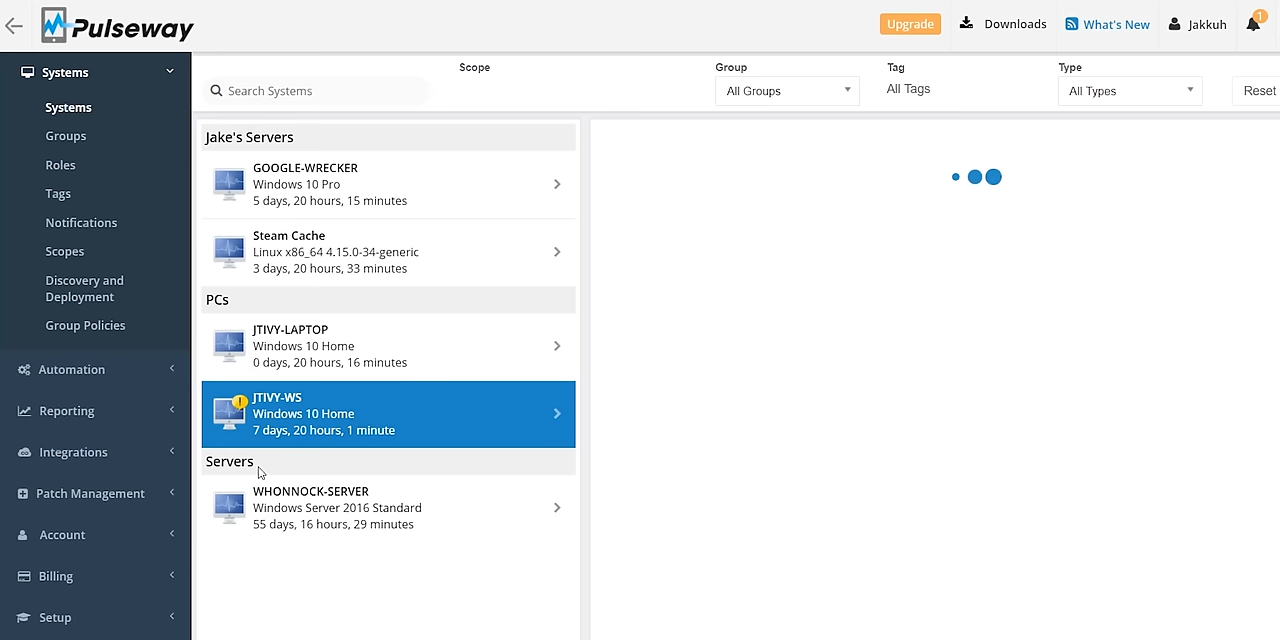 Pulseway
Upgrade
Downloads
What's New
Jakkuh
1
Systems
Systems
Groups
Roles
Tags
Notifications
Scopes
Discovery and
Deployment
Group Policies
Automation
Reporting
Integrations
Patch Management
Account
Billing
Setup
Search Systems
Scope
Group
All Groups
Tag
All Tags
Type
All Types
Reset
Jake's Servers
GOOGLE-WRECKER
Windows 10 Pro
5 days, 20 hours, 15 minutes
Steam Cache
Linux x86_64 4.15.0-34-generic
3 days, 20 hours, 33 minutes
PCs
JTIVY-LAPTOP
Windows 10 Home
0 days, 20 hours, 16 minutes
JTIVY-WS
Windows 10 Home
7 days, 20 hours, 1 minute
Servers
WHONNOCK-SERVER
Windows Server 2016 Standard
55 days, 16 hours, 29 minutes